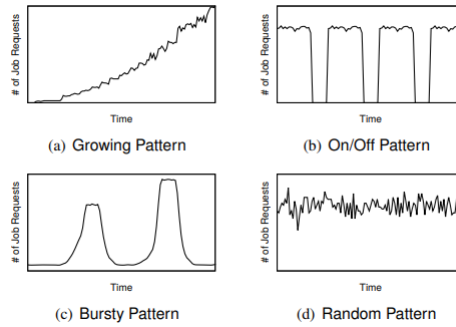 # of Job Requests
Time
(a) Growing Pattern
# of Job Requests
Time
(b) On/Off Pattern
# of Job Requests
Time
(c) Bursty Pattern
# of Job Requests
Time
(d) Random Pattern